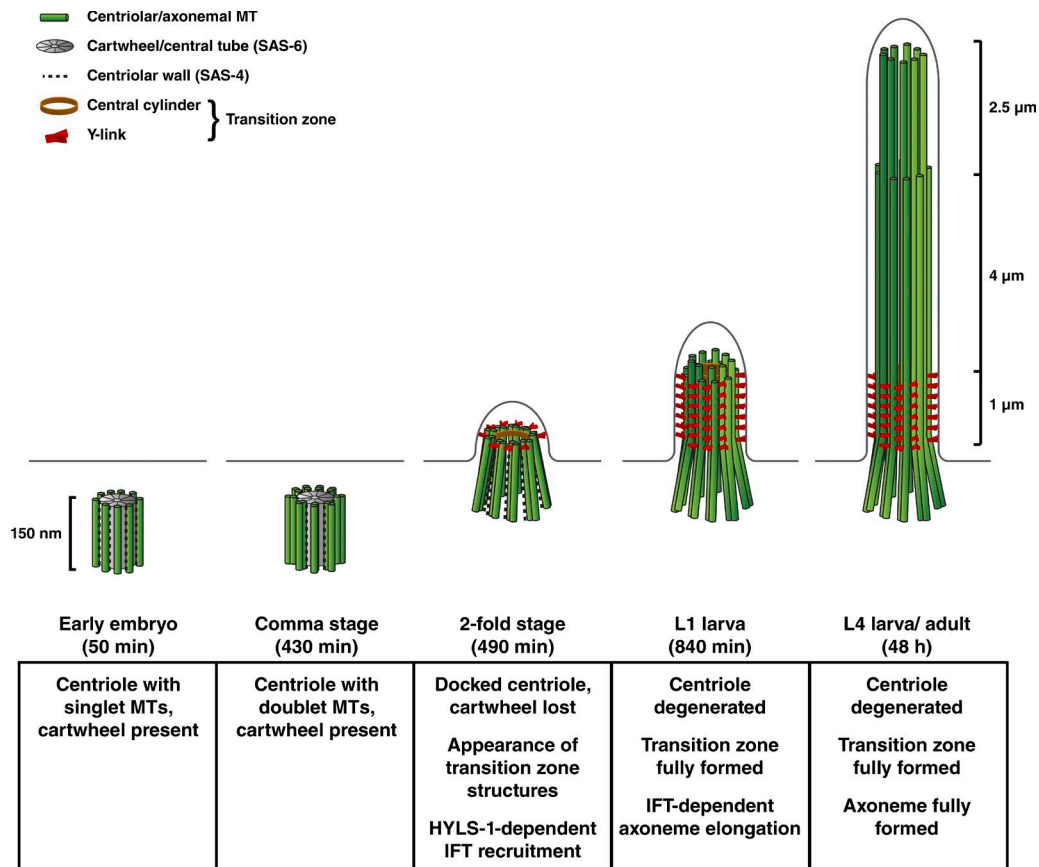 Centriolar/axonemal MT
Cartwheel/central tube (SAS-6)
Centriolar wall (SAS-4)
Central cylinder
Y-link
Transition zone
2.5 µm
4 µm
1 µm
150 nm
Early embryo
(50 min)
Comma stage
(430 min)
2-fold stage
(490 min)
L1 larva
(840 min)
L4 larva/ adult
(48 h)
Centriole with
singlet MTs,
cartwheel present
Centriole with
doublet MTs,
cartwheel present
Docked centriole,
cartwheel lost
Appearance of
transition zone
structures
HYLS-1-dependent
IFT recruitment
Centriole
degenerated
Transition zone
fully formed
IFT-dependent
axoneme elongation
Centriole
degenerated
Transition zone
fully formed
Axoneme fully
formed